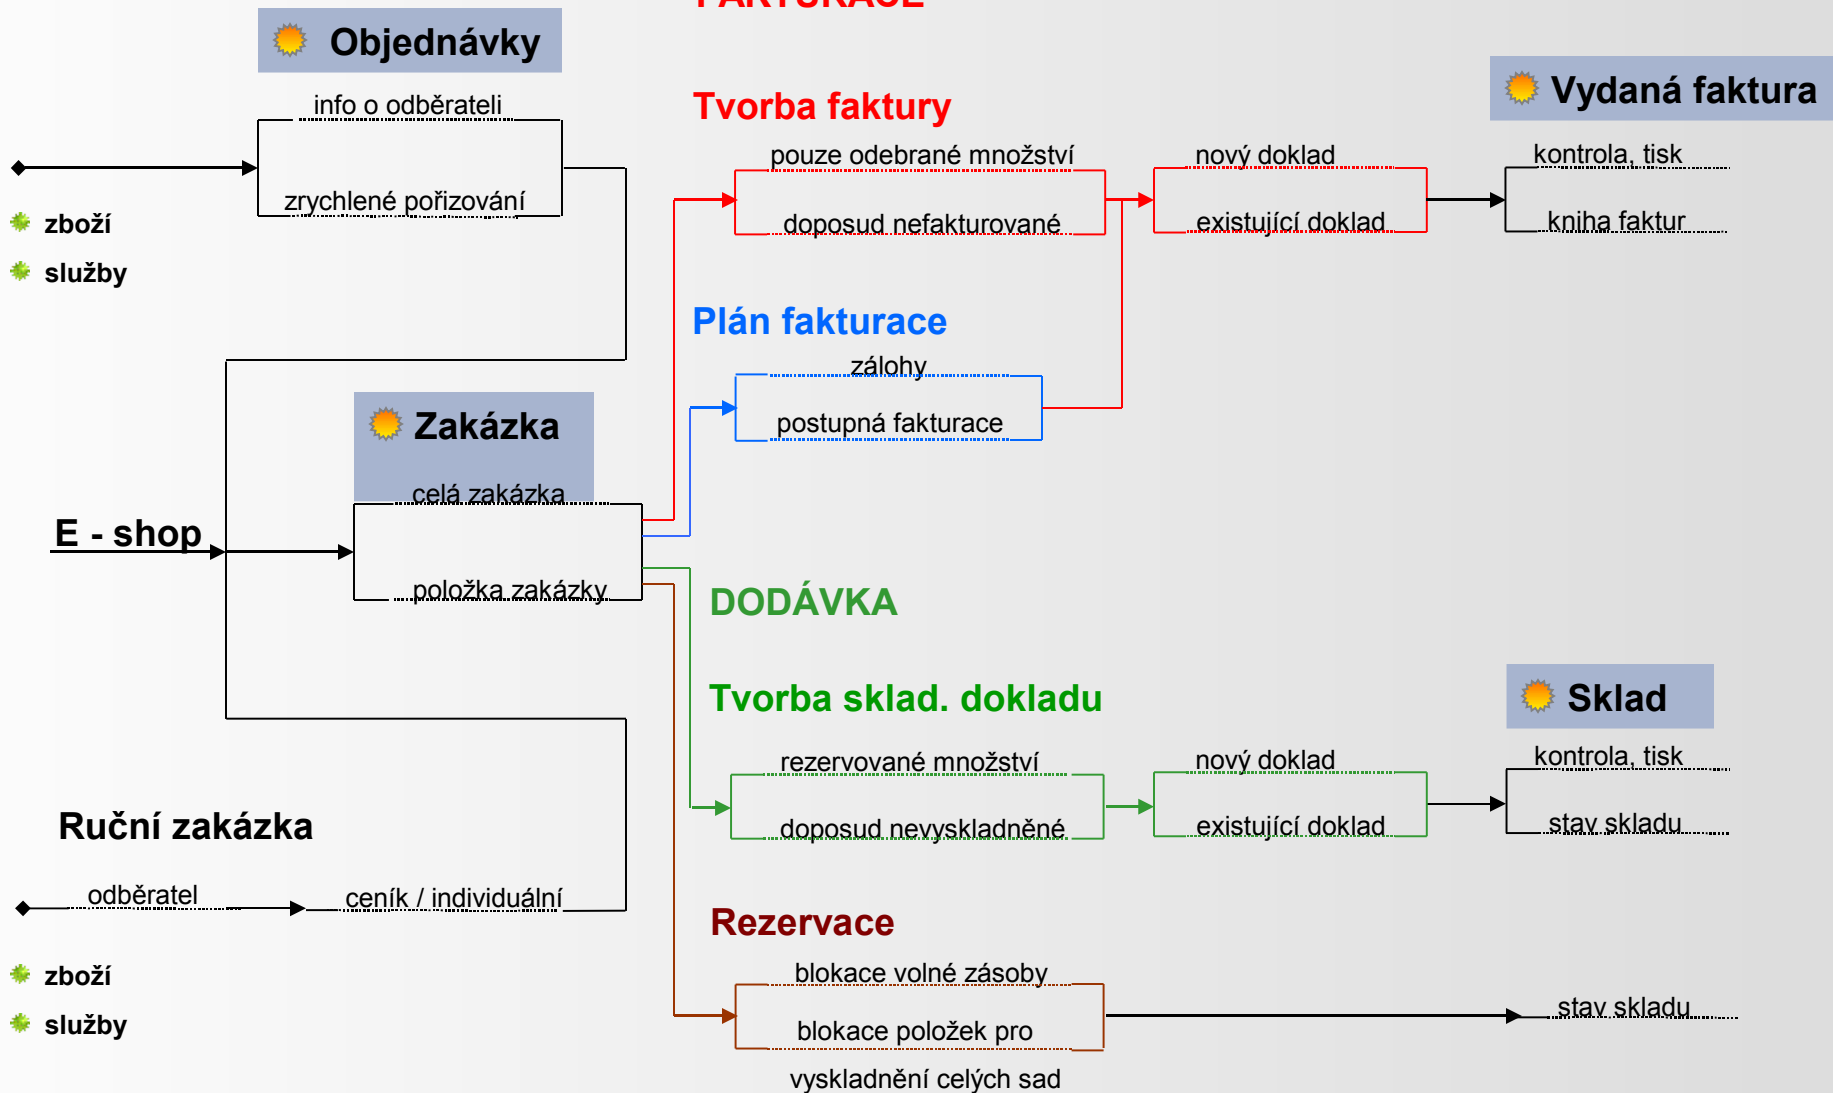 FAKTURACE
Objednávky
info o odběrateli
zrychlené pořizování
zboží
služby
Tvorba faktury
pouze odebrané množství
doposud nefakturované
nový doklad
existující doklad
Vydaná faktura
kontrola, tisk
kniha faktur
Plán fakturace
zálohy
postupná fakturace
Zakázka
celá zakázka
položka zakázky
E - shop
DODÁVKA
Tvorba sklad. dokladu
rezervované množství
doposud nevyskladněné
nový doklad
existující doklad
Sklad
kontrola, tisk
stav skladu
Ruční zakázka
odběratel
ceník / individuální
zboží
služby
Rezervace
blokace volné zásoby
blokace položek pro
vyskladnění celých sad
stav skladu